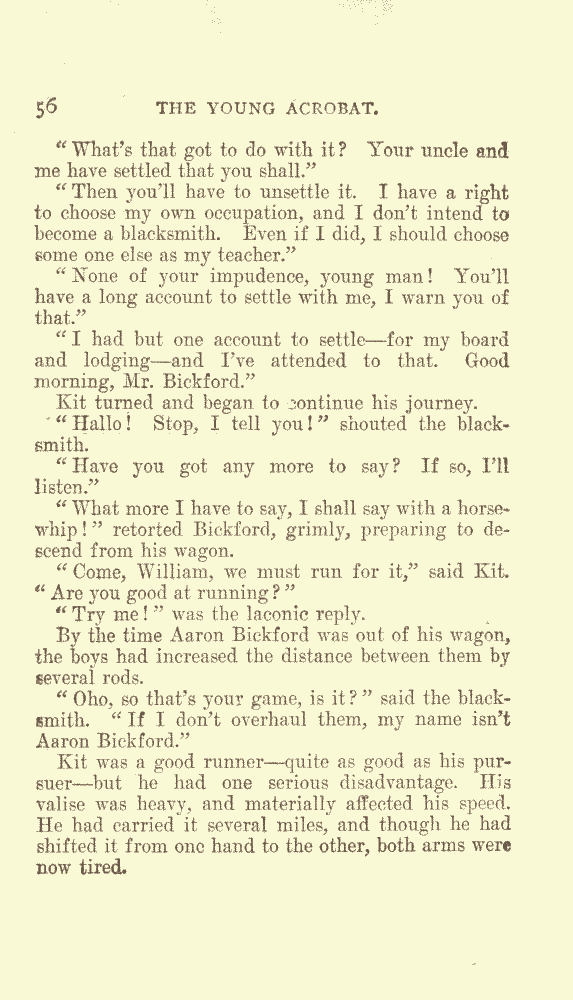 56 THE YOUNG ACROBAT.
"What's that got to do with it? Your uncle and
me have settled that you shall."
"Then you'll have to unsettle it. I have a right
to choose my own occupation, and I don't intend to
become a blacksmith. Even if I did, I should choose
some one else as my teacher."
"None of your impudence, young man! You'll
have a long account to settle with me, I warn you of
that."
"I had but one account to settle—for my board
and lodging—and I've attended to that. Good
morning, Mr. Bickford."
Kit turned and began to continue his journey.
"Hallo! Stop, I tell you!" shouted the black-
smith.
"Have you got any more to say? If so, I'll
listen."
"What more I have to say, I shall say with a horse-
whip!" retorted Bickford, grimly, preparing to de-
scend from his wagon.
"Come, William, we must run for it," said Kit.
"Are you good at running?"
"Try me!" was the laconic reply.
By the time Aaron Bickford was out of his wagon,
the boys had increased the distance between them by
several rods.
"Oho, so that's your game, is it?" said the black-
smith. "If I don't overhaul them, my name isn't
Aaron Bickford."
Kit was a good runner—quite as good as his pur-
suer—but he had one serious disadvantage. His
valise was heavy, and materially affected his speed.
He had carried it several miles, and though he had
shifted it from one hand to the other, both arms were
now tired.